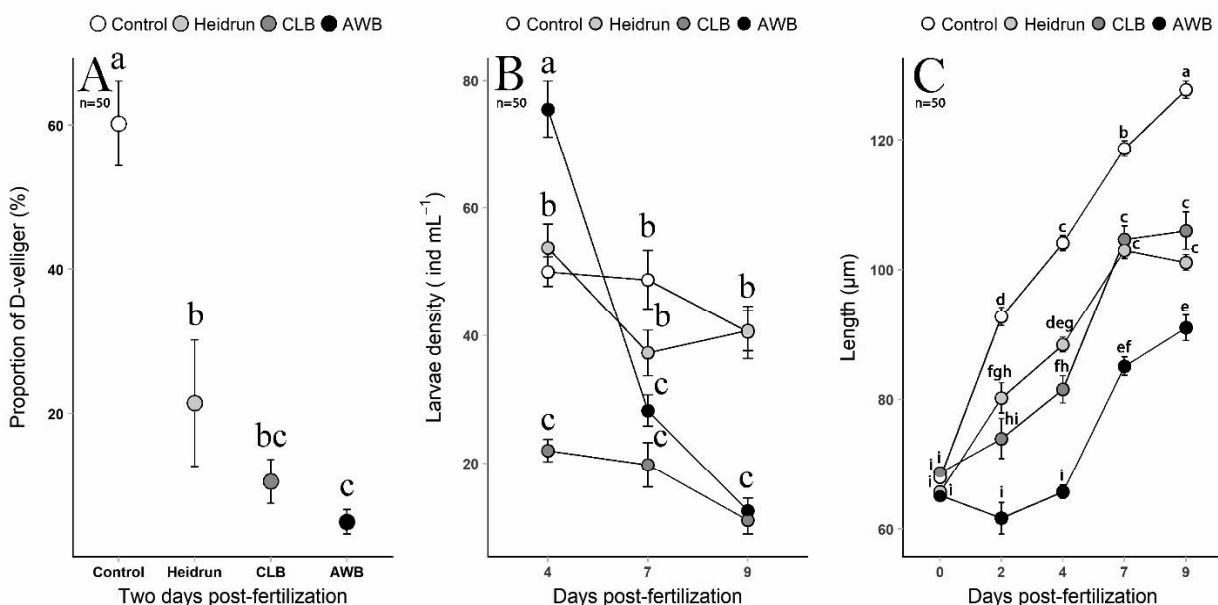 Control Heidrun CLB AWB
A
a
n=50
60
40
20
b
bc
c
Proportion of D-velliger (%)
Control Heidrun CLB AWB
Two days post-fertilization
Control Heidrun CLB AWB
B
a
n=50
80
60
40
20
b
b
b
b
c
c
c
c
Larvae density ( ind mL⁻¹)
4 7 9
Days post-fertilization
Control Heidrun CLB AWB
C
n=50
a
b
120
c
c
c
c
c
100
d
deg
e
ef
fgh
fh
80
hi
i
i
i
i
i
i
60
Length (µm)
0 2 4 7 9
Days post-fertilization